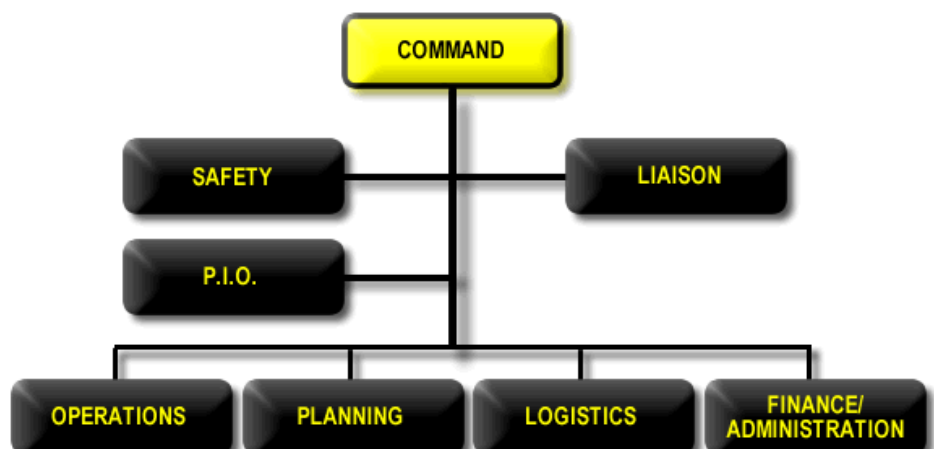 COMMAND
SAFETY
LIAISON
P.I.O.
OPERATIONS
PLANNING
LOGISTICS
FINANCE/
ADMINISTRATION